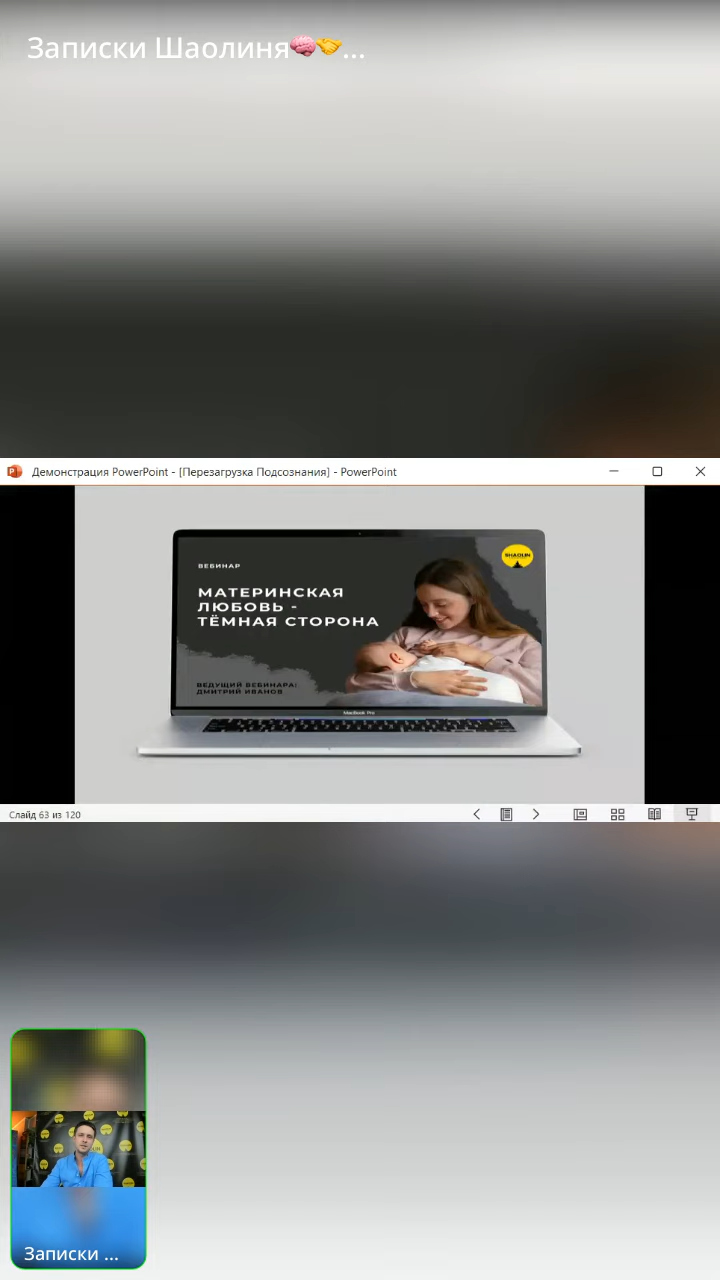 Записки Шаолиня🧠🤝...
Демонстрация PowerPoint - [Перезагрузка Подсознания] - PowerPoint
SHAOLIN
ВЕБИНАР
МАТЕРИНСКАЯ
ЛЮБОВЬ -
ТЁМНАЯ СТОРОНА
ВЕДУЩИЙ ВЕБИНАРА:
ДМИТРИЙ ИВАНОВ
MacBook Pro
Слайд 63 из 120
Записки ...